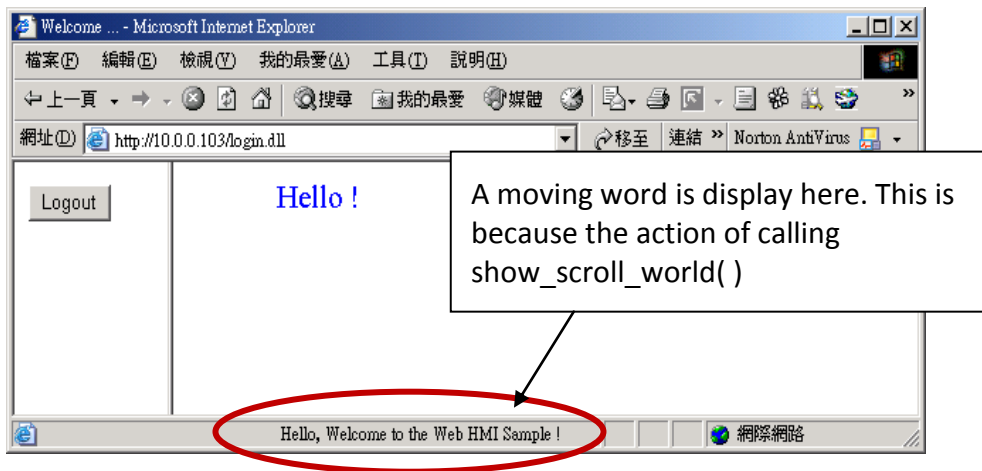 Welcome ... - Microsoft Internet Explorer
檔案(F) 編輯(E) 檢視(V) 我的最愛(A) 工具(T) 說明(H)
上一頁 搜尋 我的最愛 媒體 »
網址(D) http://10.0.0.103/login.dll 移至 連結 » Norton AntiVirus
Logout
Hello !
A moving word is display here. This is
because the action of calling
show_scroll_world( )
Hello, Welcome to the Web HMI Sample !
網際網路